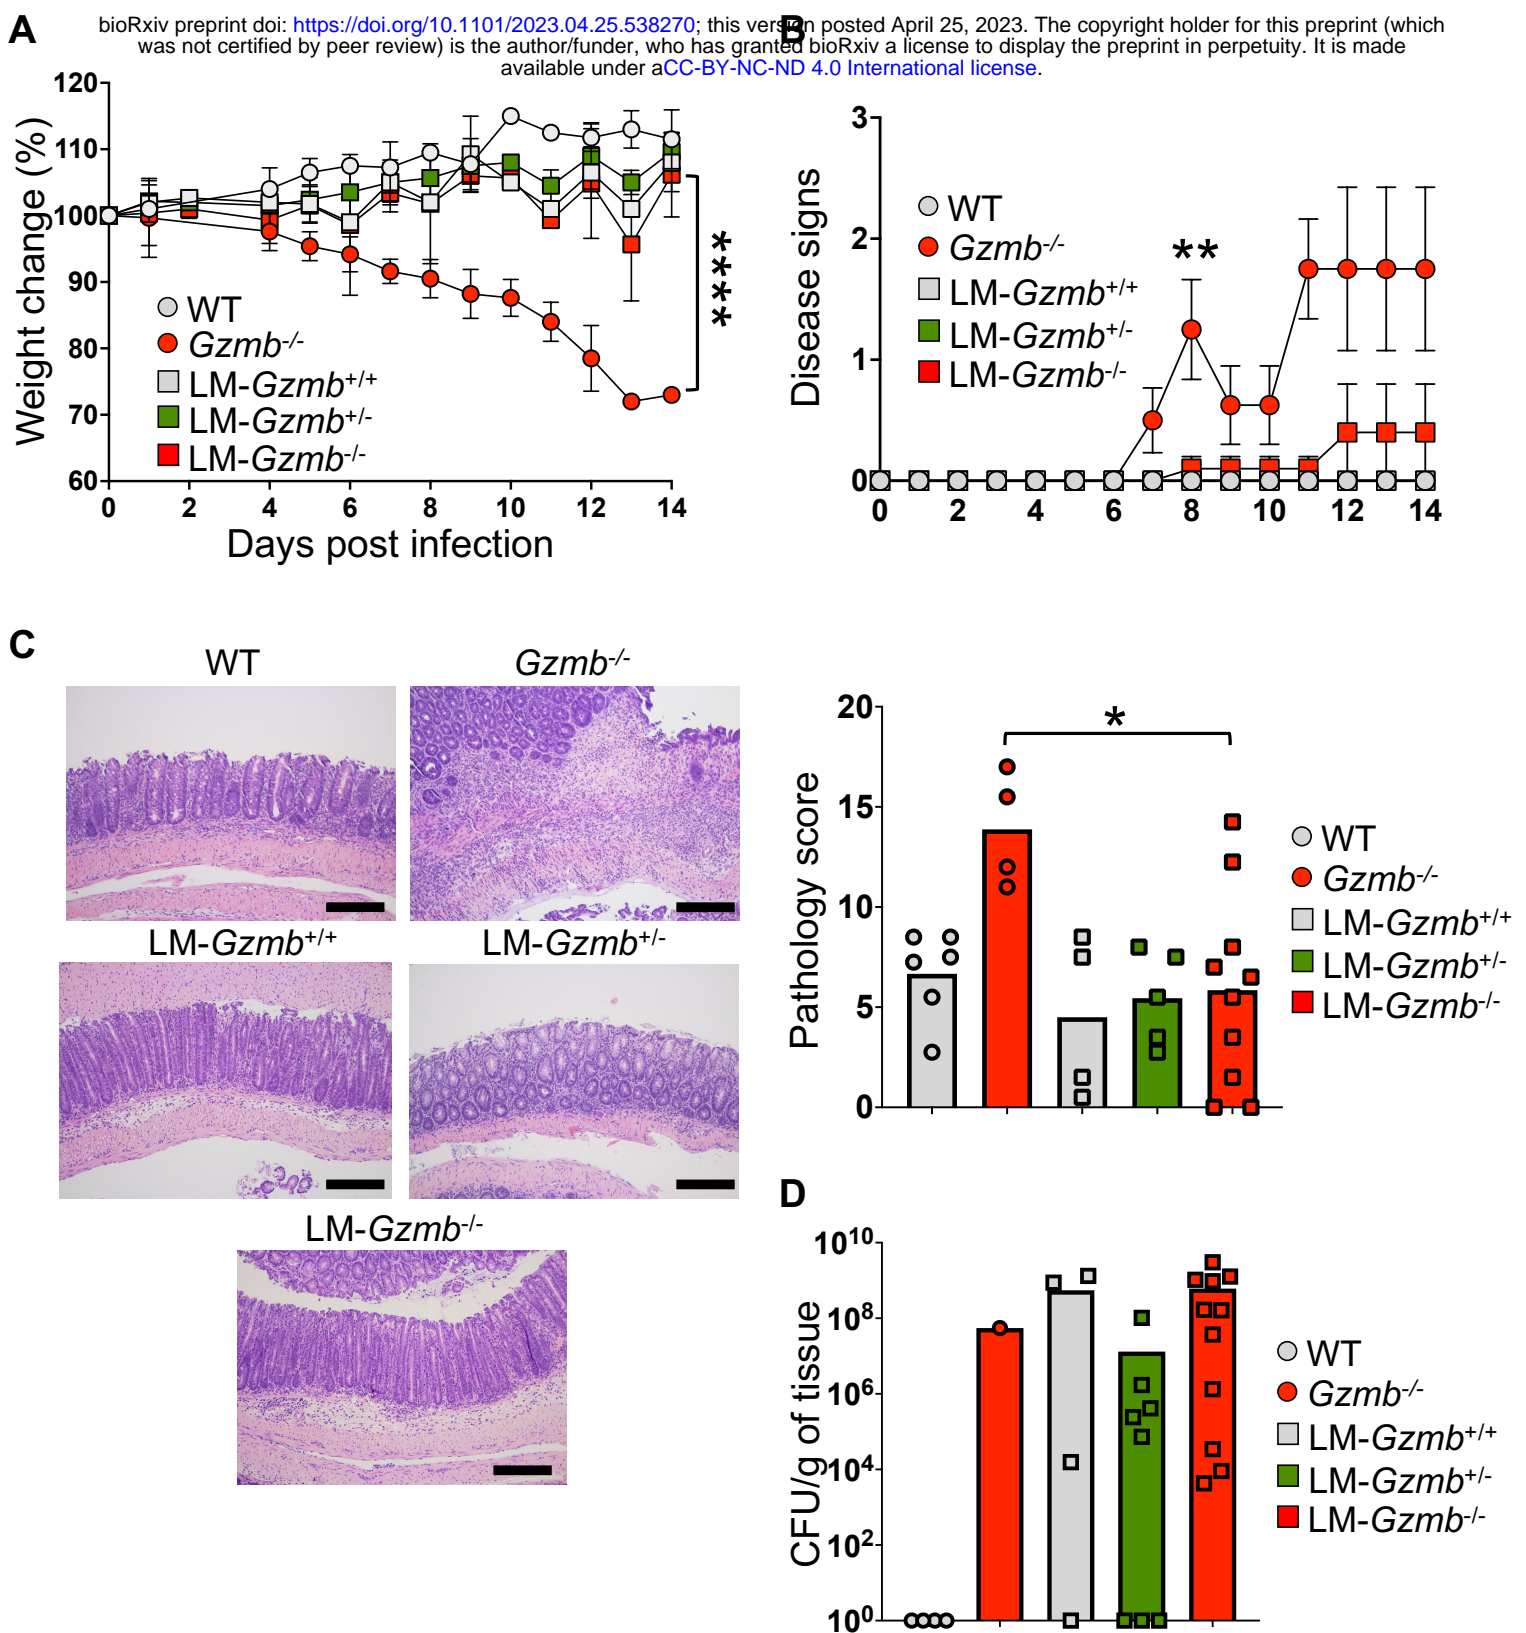 A
bioRxiv preprint doi: https://doi.org/10.1101/2023.04.25.538270; this version posted April 25, 2023. The copyright holder for this preprint (which
was not certified by peer review) is the author/funder, who has granted bioRxiv a license to display the preprint in perpetuity. It is made
available under aCC-BY-NC-ND 4.0 International license.
B
Weight change (%)
120
110
100
90
80
70
60
0 2 4 6 8 10 12 14
Days post infection
WT
Gzmb-/-
LM-Gzmb+/+
LM-Gzmb+/-
LM-Gzmb-/-
****
Disease signs
3
2
1
0
0 2 4 6 8 10 12 14
WT
Gzmb-/-
LM-Gzmb+/+
LM-Gzmb+/-
LM-Gzmb-/-
**
C
WT
Gzmb-/-
LM-Gzmb+/+
LM-Gzmb+/-
LM-Gzmb-/-
Pathology score
20
15
10
5
0
*
WT
Gzmb-/-
LM-Gzmb+/+
LM-Gzmb+/-
LM-Gzmb-/-
D
CFU/g of tissue
10^10
10^8
10^6
10^4
10^2
10^0
WT
Gzmb-/-
LM-Gzmb+/+
LM-Gzmb+/-
LM-Gzmb-/-